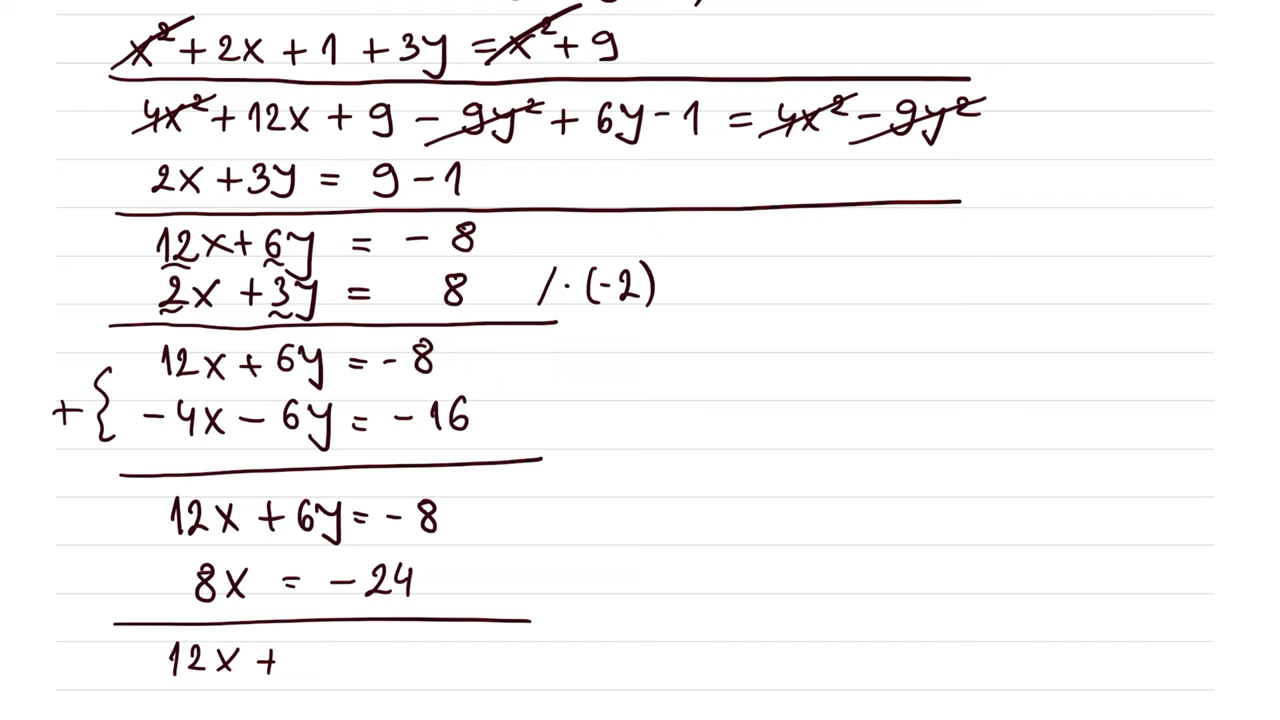 x² + 2x + 1 + 3y = x² + 9
4x² + 12x + 9 - 9y² + 6y - 1 = 4x² - 9y²
2x + 3y = 9 - 1
12x + 6y = - 8
2x + 3y = 8 /· (-2)
12x + 6y = - 8
+ { - 4x - 6y = - 16
12x + 6y = - 8
8x = - 24
12x +